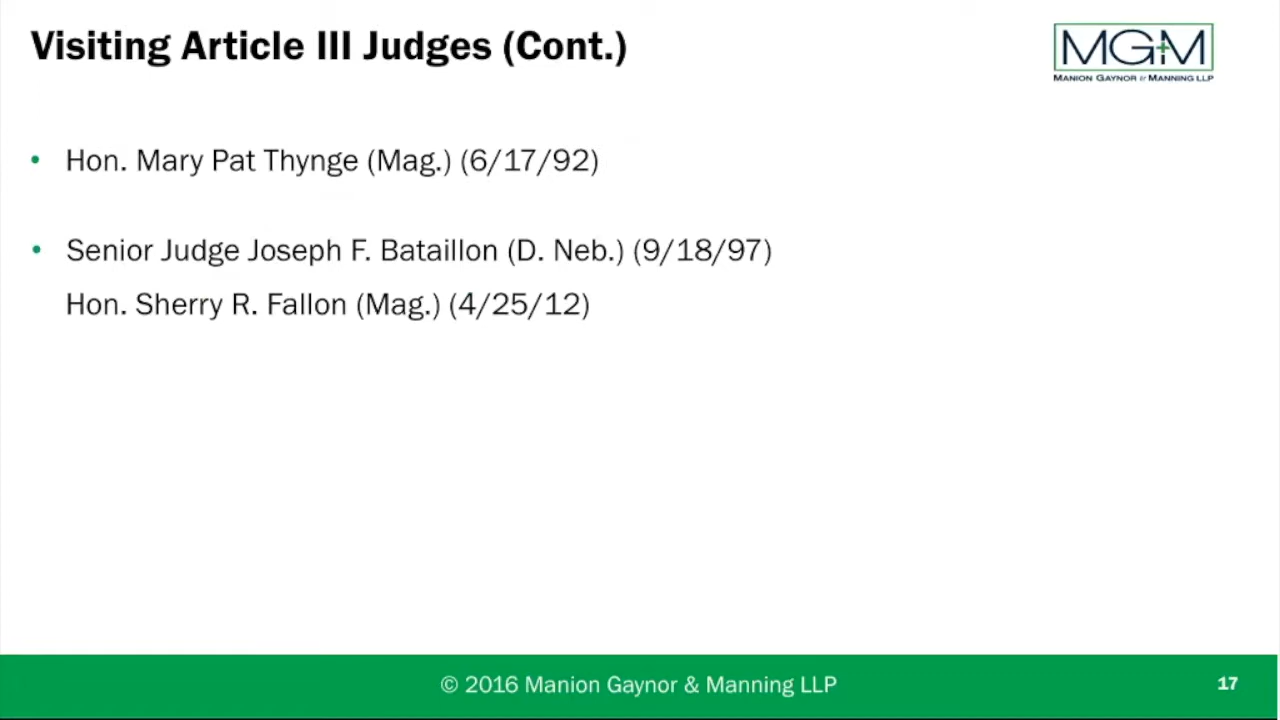 Visiting Article III Judges (Cont.)
MG+M
MANION GAYNOR & MANNING LLP
• Hon. Mary Pat Thynge (Mag.) (6/17/92)
• Senior Judge Joseph F. Bataillon (D. Neb.) (9/18/97)
Hon. Sherry R. Fallon (Mag.) (4/25/12)
© 2016 Manion Gaynor & Manning LLP
17